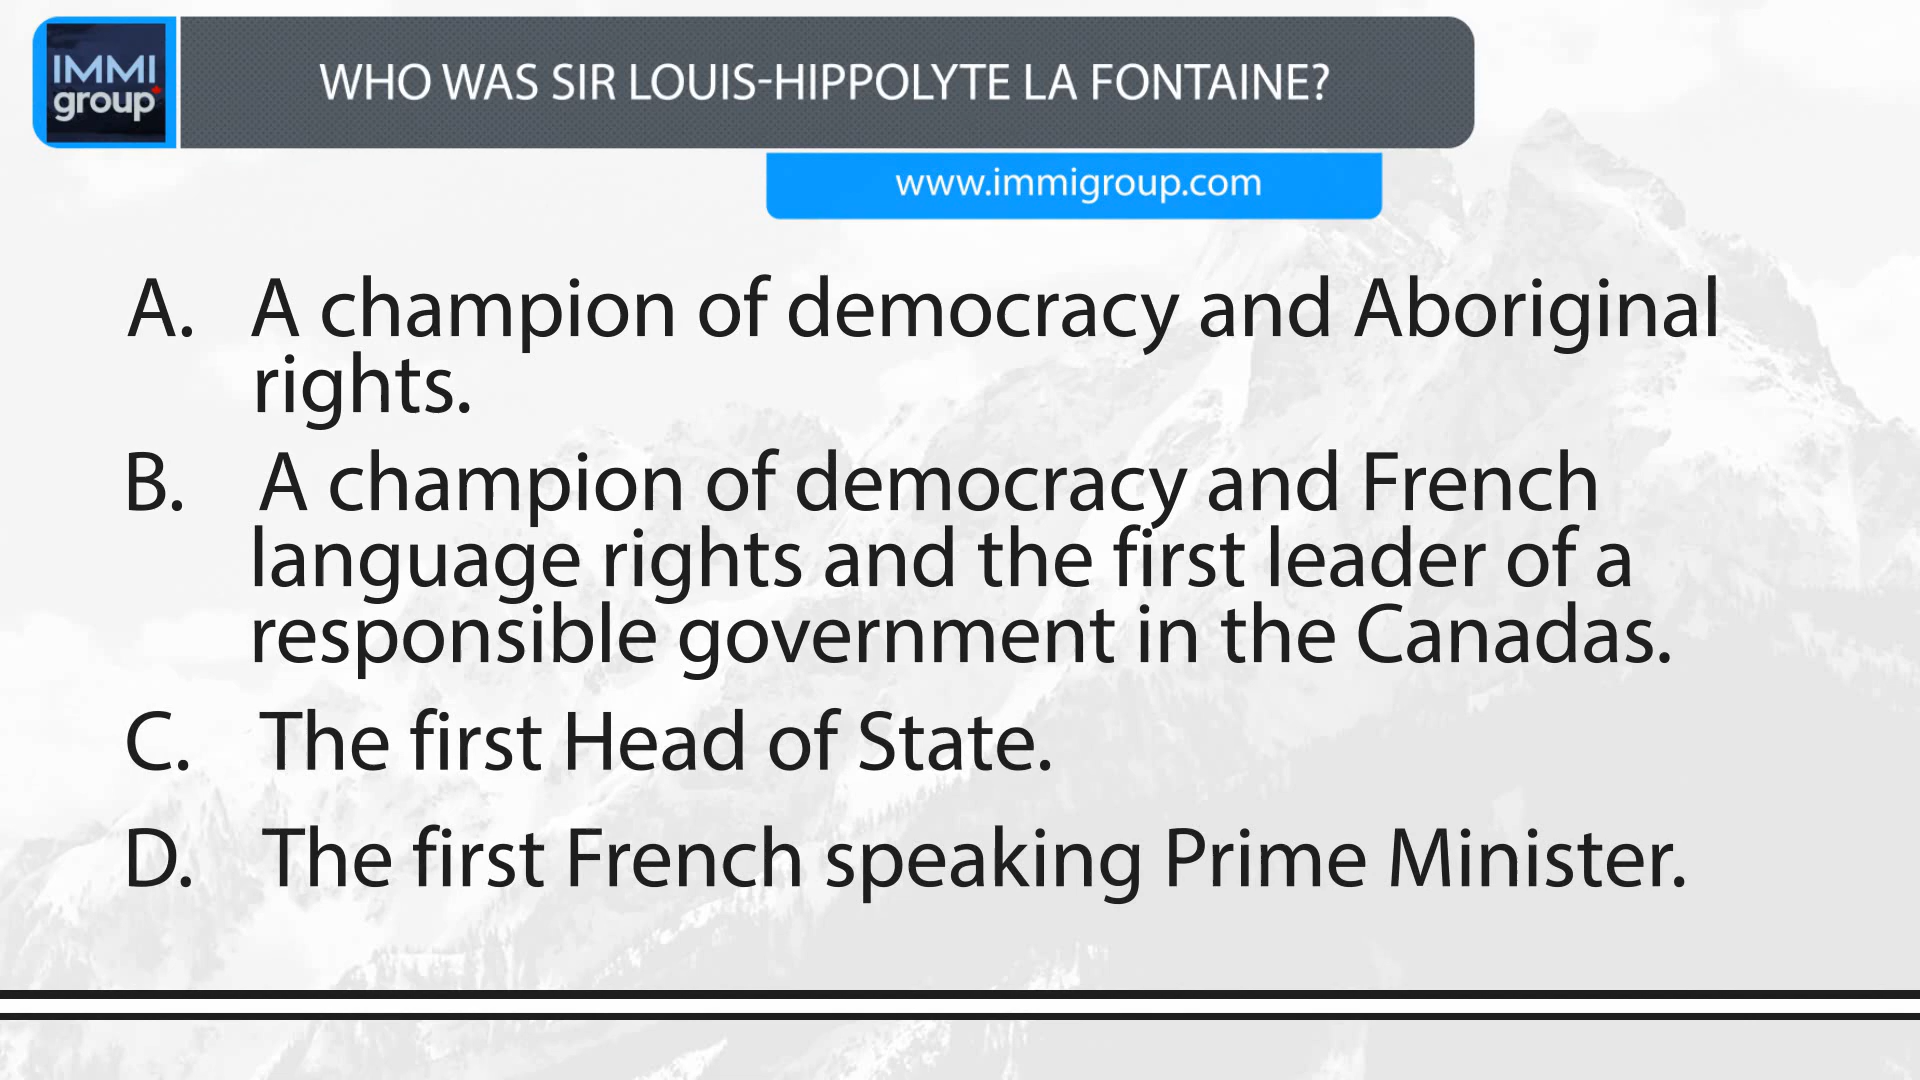 IMMI
group
WHO WAS SIR LOUIS-HIPPOLYTE LA FONTAINE?
www.immigroup.com
A. A champion of democracy and Aboriginal
rights.
B. A champion of democracy and French
language rights and the first leader of a
responsible government in the Canadas.
C. The first Head of State.
D. The first French speaking Prime Minister.